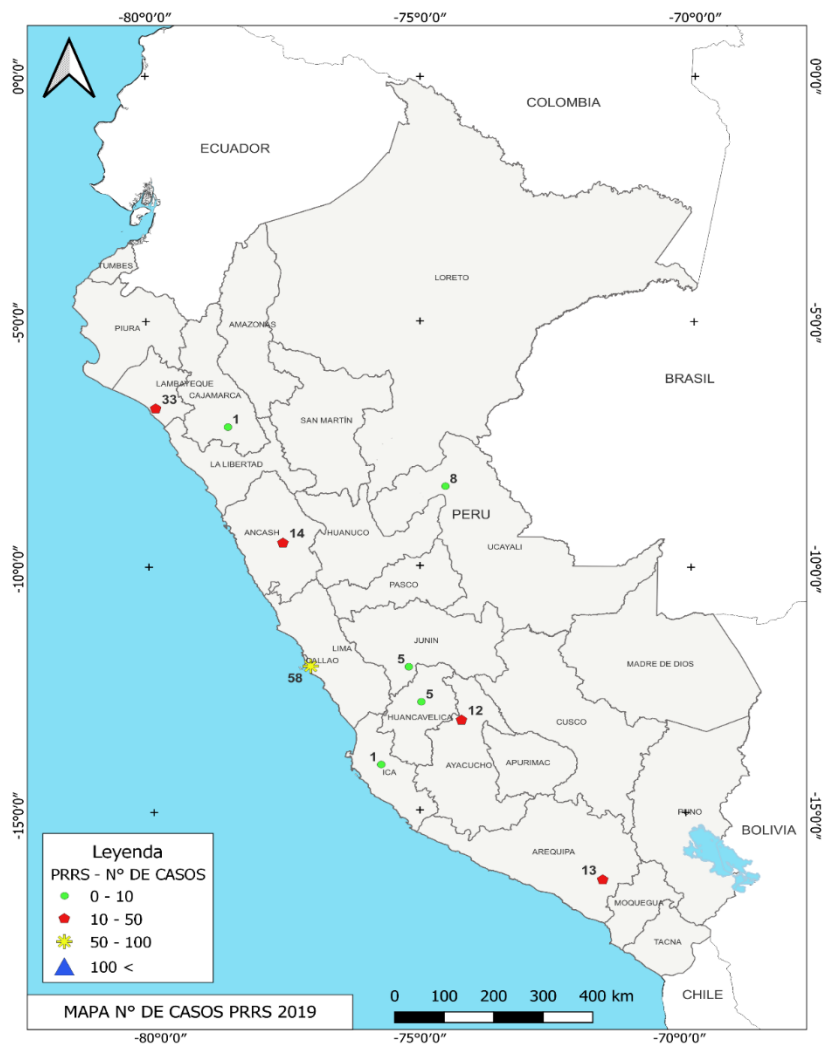 -80°0'0" -75°0'0" -70°0'0"
0°0'0" 0°0'0"
COLOMBIA
ECUADOR
LORETO
TUMBES
-5°0'0" -5°0'0"
PIURA
AMAZONAS
BRASIL
LAMBAYEQUE
CAJAMARCA
33
1
SAN MARTÍN
LA LIBERTAD
8
PERU
14
ANCASH
HUANUCO
UCAYALI
-10°0'0" -10°0'0"
PASCO
JUNIN
LIMA
CALLAO
MADRE DE DIOS
5
58
5
12
HUANCAVELICA
CUSCO
1
ICA
AYACUCHO
APURIMAC
-15°0'0" -15°0'0"
PUNO
BOLIVIA
AREQUIPA
13
MOQUEGUA
TACNA
CHILE
Leyenda
PRRS - N° DE CASOS
0 - 10
10 - 50
50 - 100
100 <
0 100 200 300 400 km
MAPA N° DE CASOS PRRS 2019
-80°0'0" -75°0'0" -70°0'0"